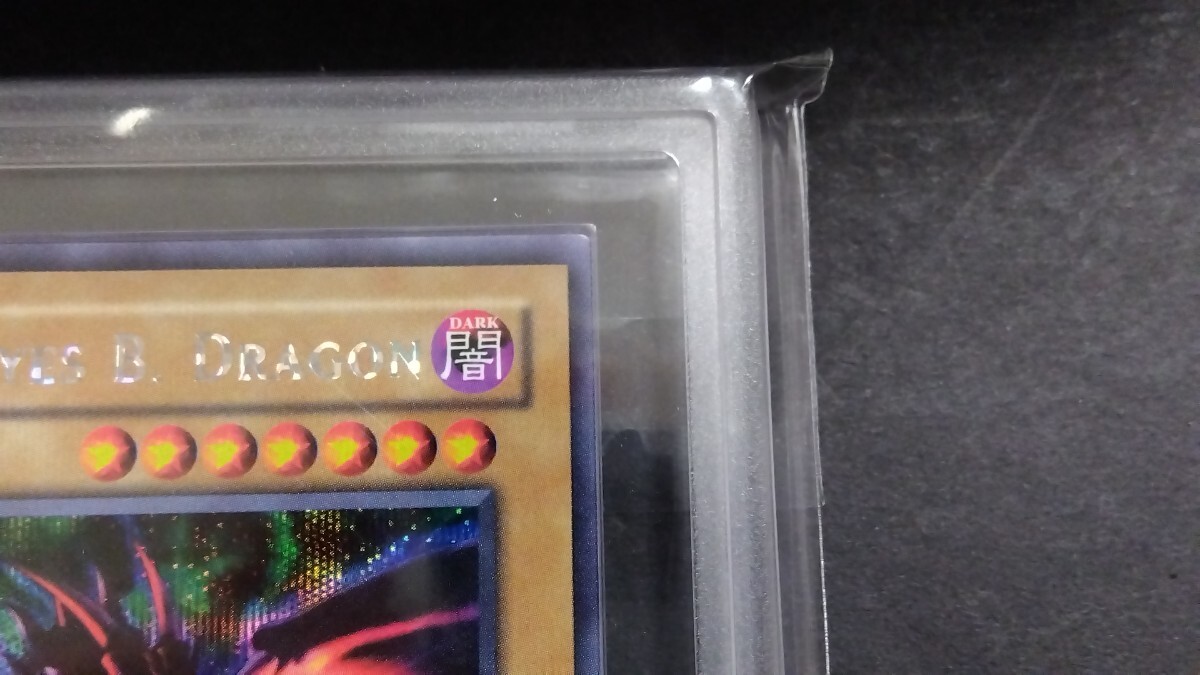 YES B. DRAGON
DARK
闇